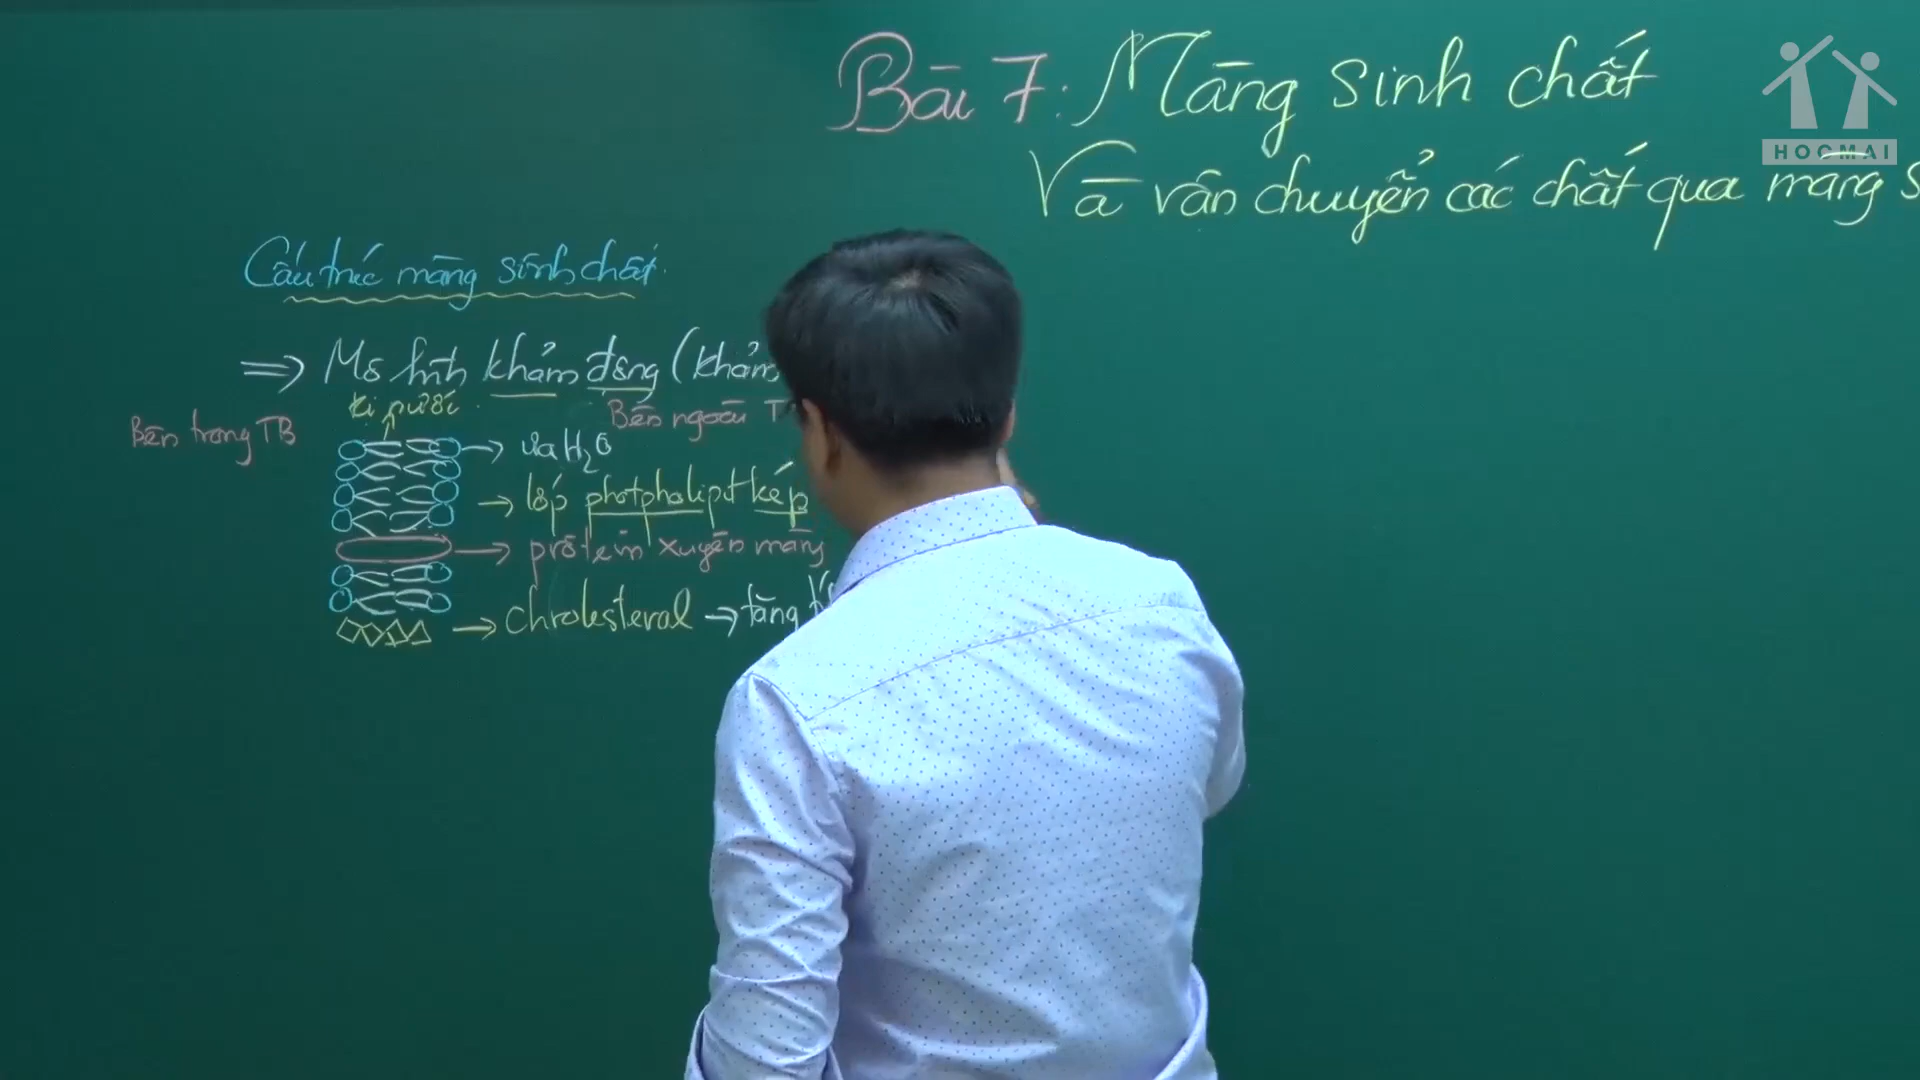 Bài 7: Màng sinh chất
HOCMAI
Và vận chuyển các chất qua màng s
Cấu trúc màng sinh chất.
⇒ Mô hình khảm động (khảm
kị nước
Bên ngoài T
Bên trong TB
→ ưa H₂O
→ lớp photpholipit kép
→ protein xuyên màng
→ chrolesterol → tăng